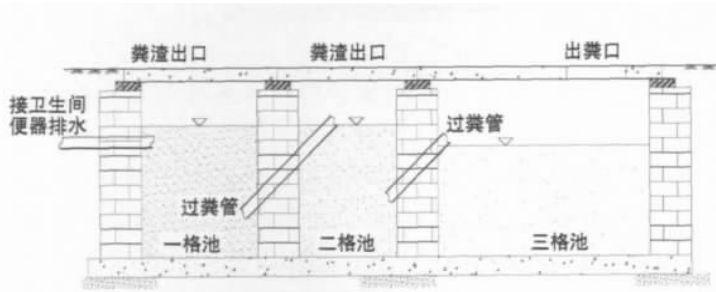 粪渣出口 粪渣出口 出粪口
接卫生间
便器排水
过粪管
过粪管
一格池 二格池 三格池